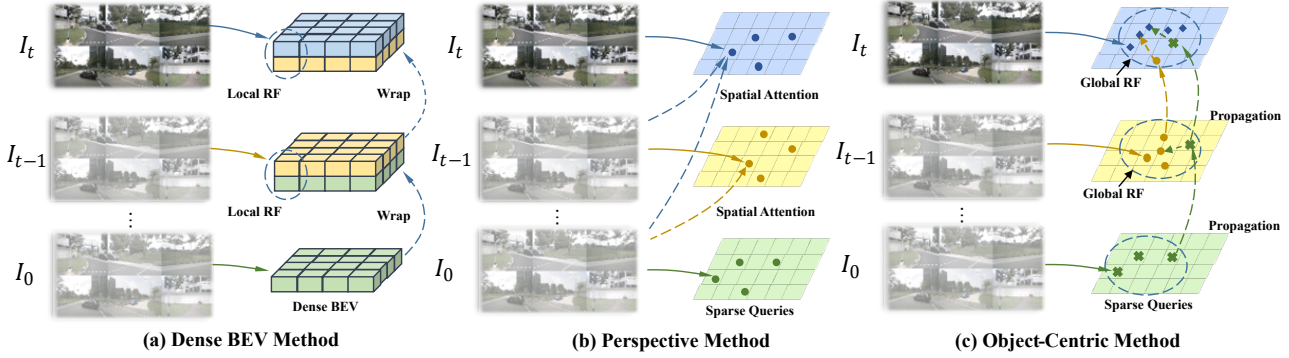 I_t
Local RF
Wrap
I_{t-1}
Local RF
Wrap
⋮
I_0
Dense BEV
(a) Dense BEV Method
I_t
Spatial Attention
I_{t-1}
Spatial Attention
⋮
I_0
Sparse Queries
(b) Perspective Method
I_t
Global RF
Propagation
I_{t-1}
Global RF
⋮
Propagation
I_0
Sparse Queries
(c) Object-Centric Method